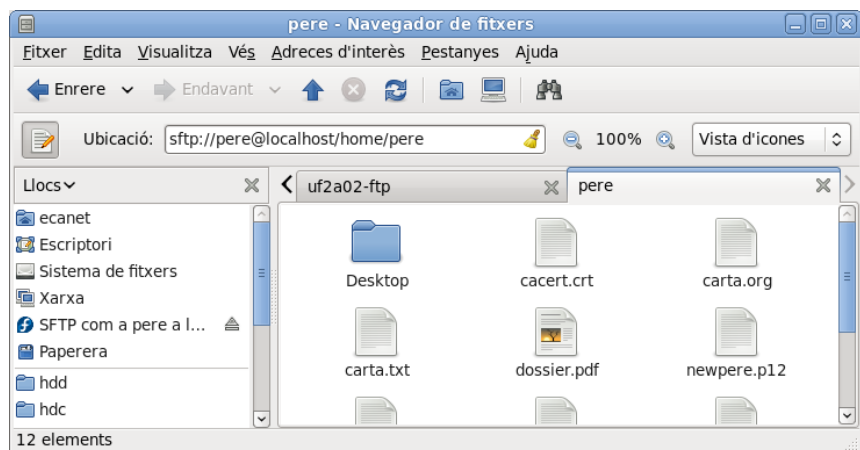 pere - Navegador de fitxers
Fitxer Edita Visualitza Vés Adreces d'interès Pestanyes Ajuda
Enrere Endavant
Ubicació: sftp://pere@localhost/home/pere 100% Vista d'icones
Llocs uf2a02-ftp pere
ecanet
Escriptori
Sistema de fitxers
Xarxa
SFTP com a pere a l...
Paperera
hdd
hdc
Desktop cacert.crt carta.org
carta.txt dossier.pdf newpere.p12
12 elements